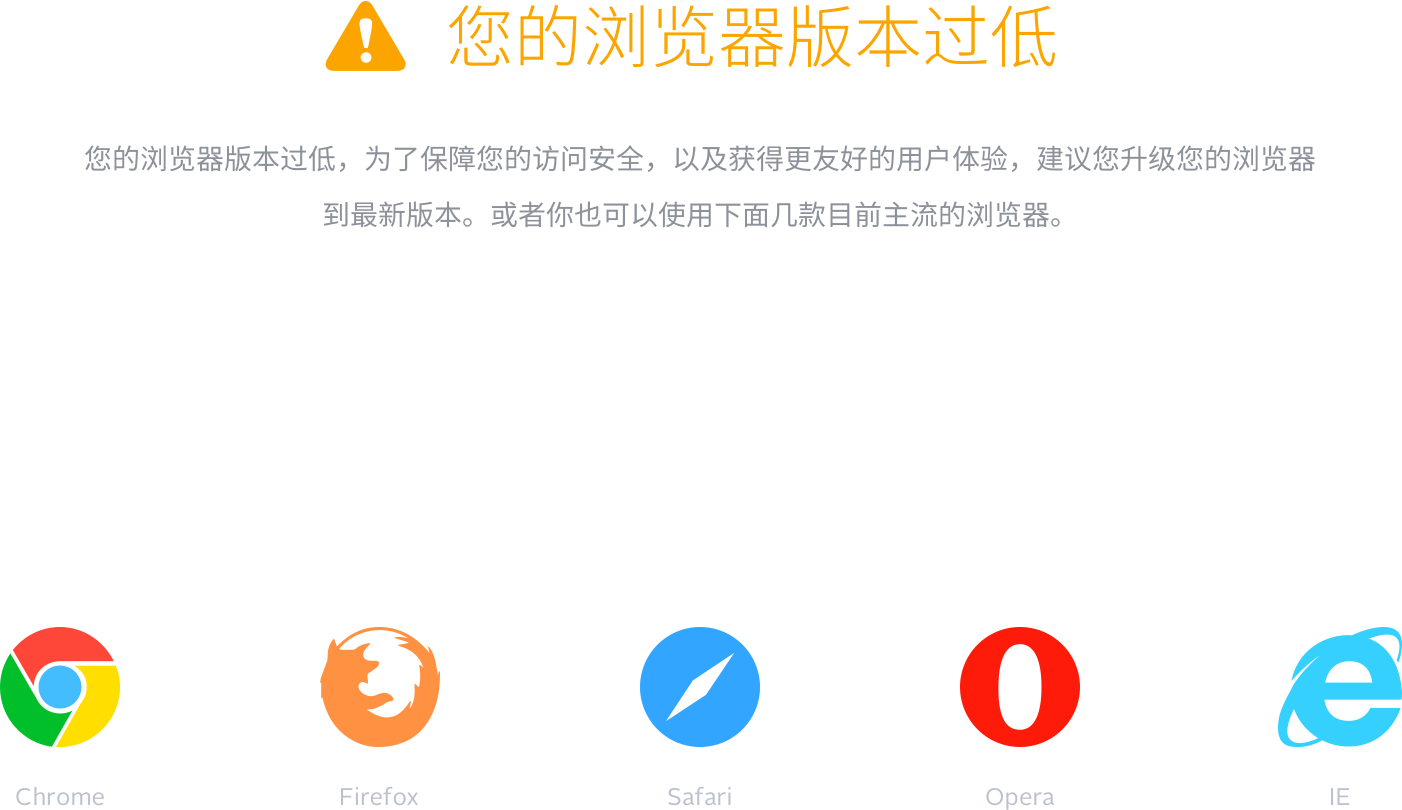 您的浏览器版本过低
您的浏览器版本过低，为了保障您的访问安全，以及获得更友好的用户体验，建议您升级您的浏览器
到最新版本。或者你也可以使用下面几款目前主流的浏览器。
Chrome
Firefox
Safari
Opera
IE